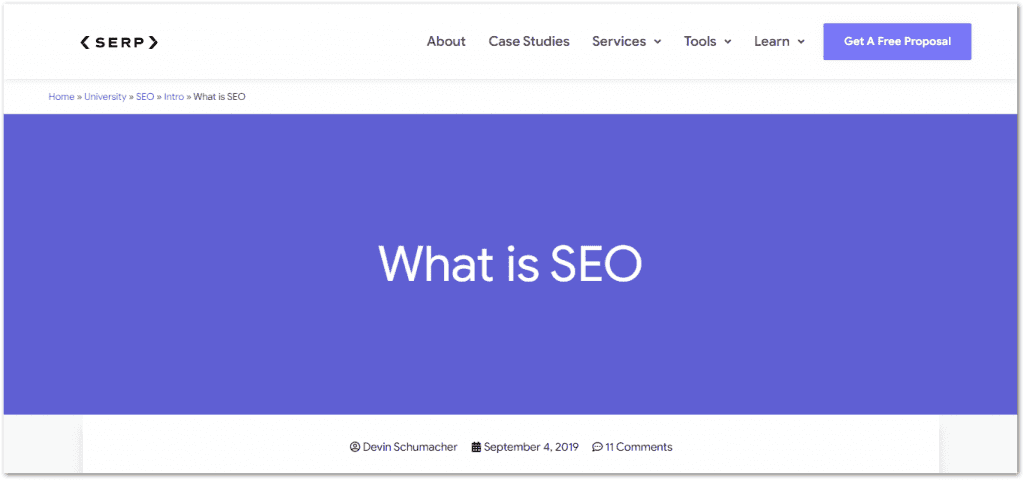 ❮ SERP ❯ About Case Studies Services Tools Learn Get A Free Proposal
Home » University » SEO » Intro » What is SEO
What is SEO
Devin Schumacher September 4, 2019 11 Comments